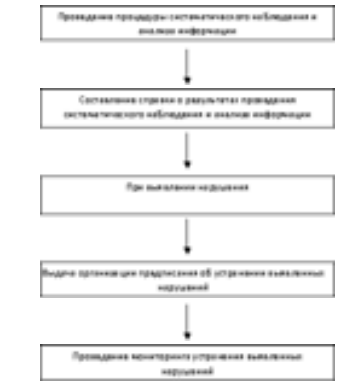 Проведение процедуры систематического наблюдения и
анализа информации
Составление справки о результатах проведения
систематического наблюдения и анализа информации
При выявлении нарушения
Выдача организации предписания об устранении выявленных
нарушений
Проведение мониторинга устранения выявленных
нарушений